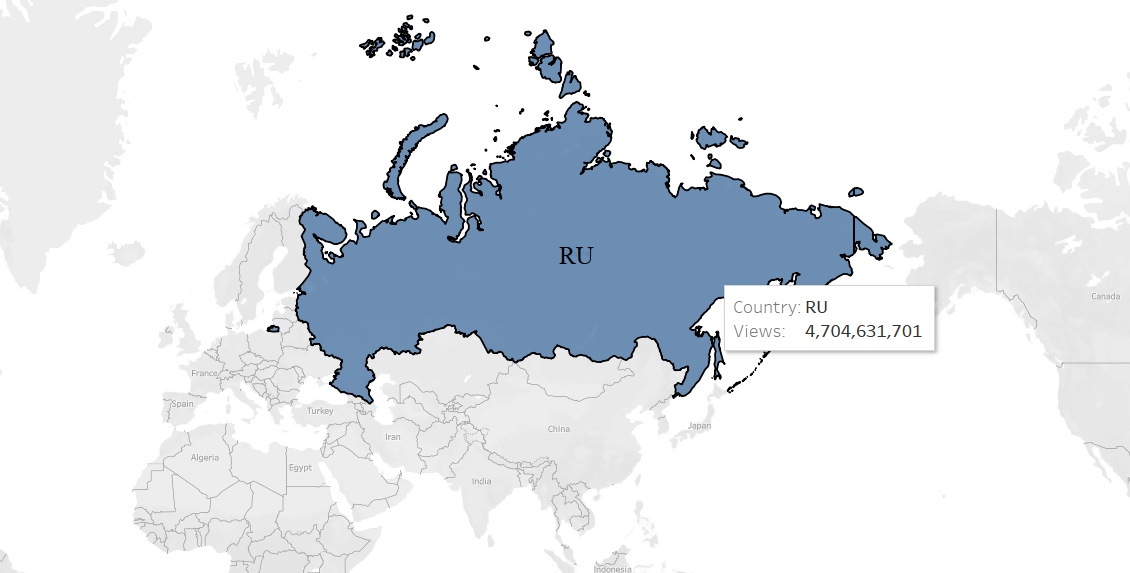 RU
Country: RU
Views: 4,704,631,701
Canada
France
Spain
Turkey
Japan
China
Iran
Algeria
Egypt
India
Indonesia